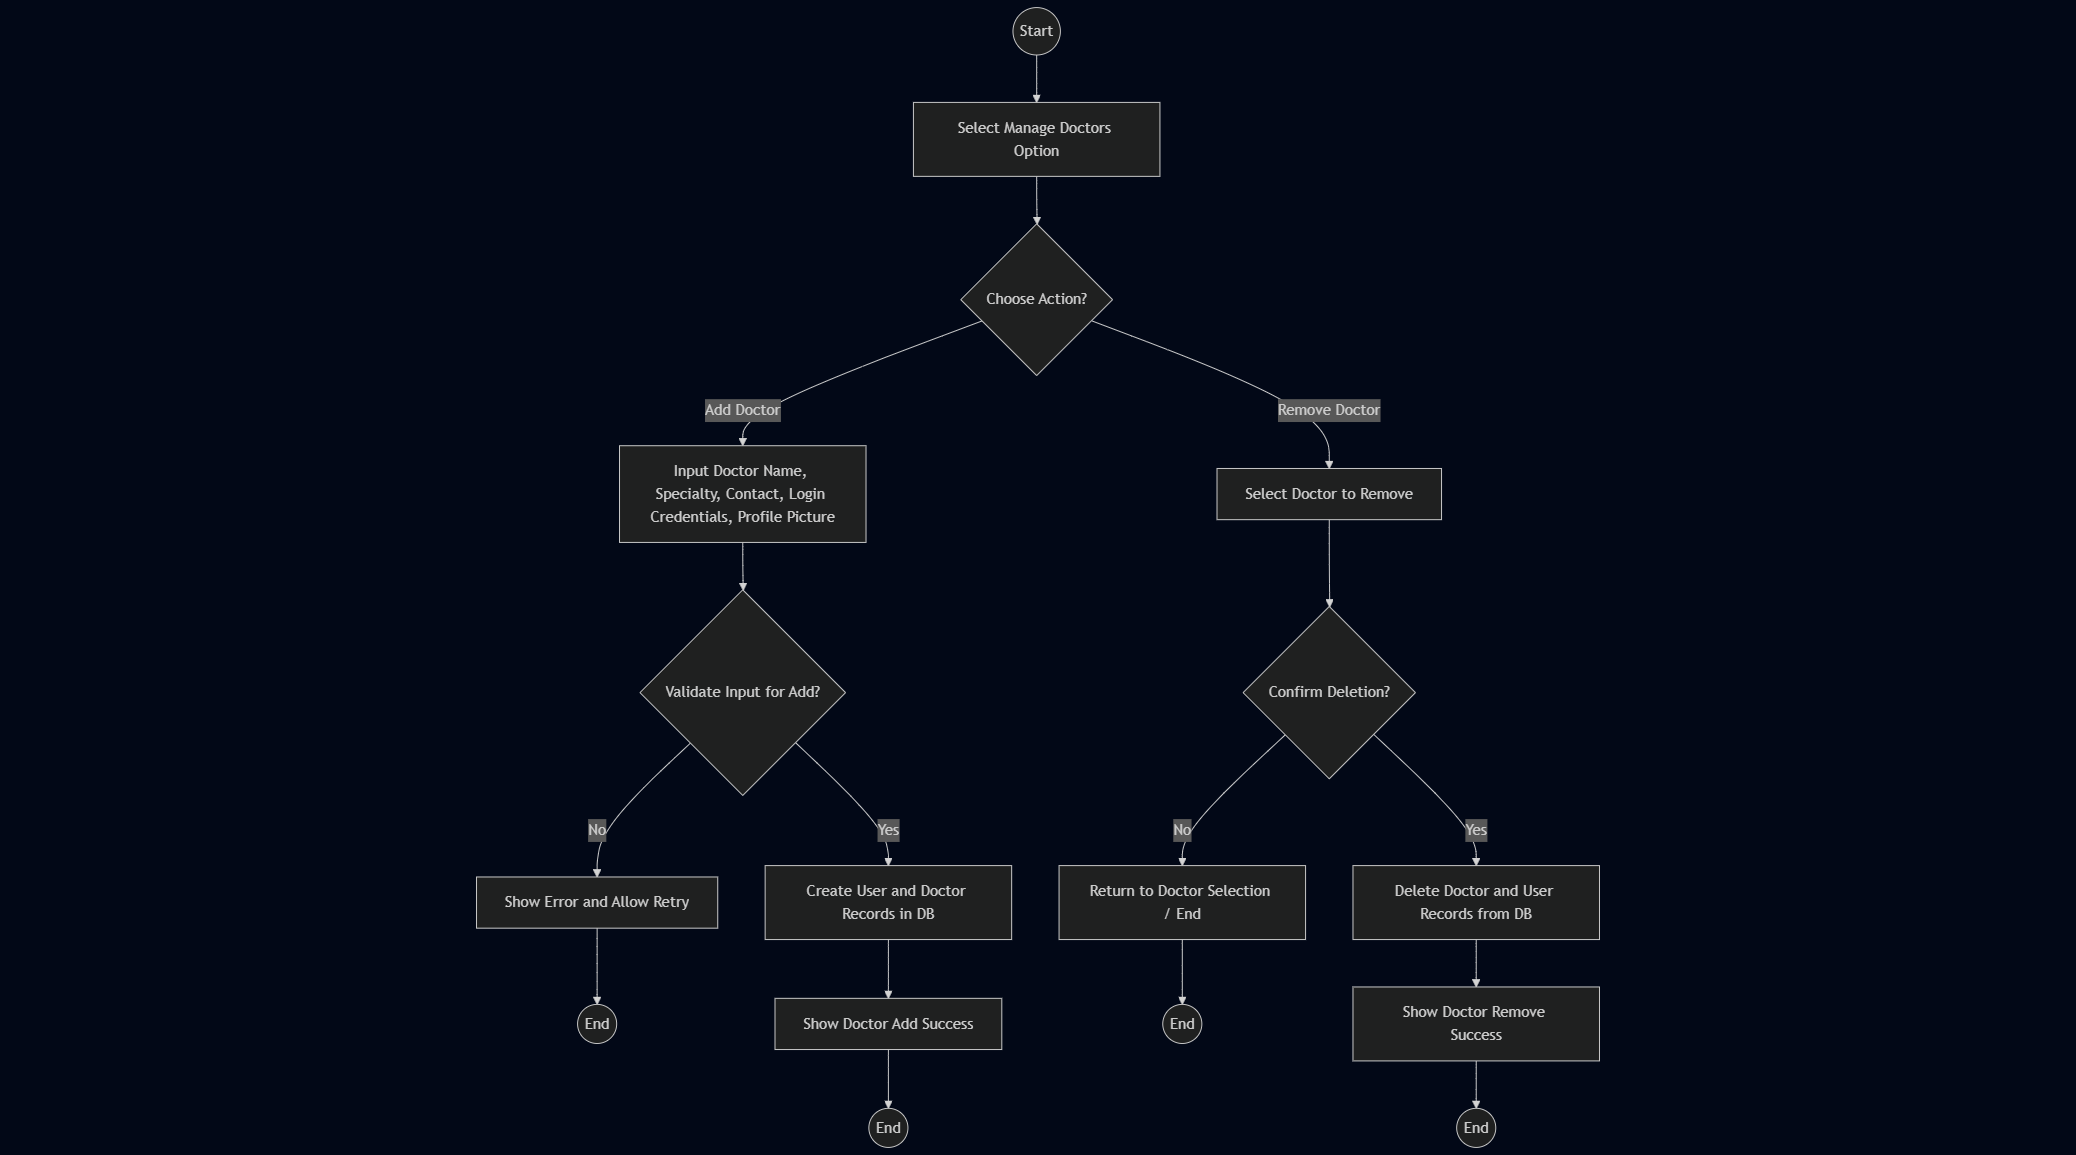 Start
Select Manage Doctors
Option
Choose Action?
Add Doctor
Remove Doctor
Input Doctor Name,
Specialty, Contact, Login
Credentials, Profile Picture
Select Doctor to Remove
Validate Input for Add?
Confirm Deletion?
No
Yes
No
Yes
Show Error and Allow Retry
Create User and Doctor
Records in DB
Return to Doctor Selection
/ End
Delete Doctor and User
Records from DB
End
Show Doctor Add Success
End
Show Doctor Remove
Success
End
End